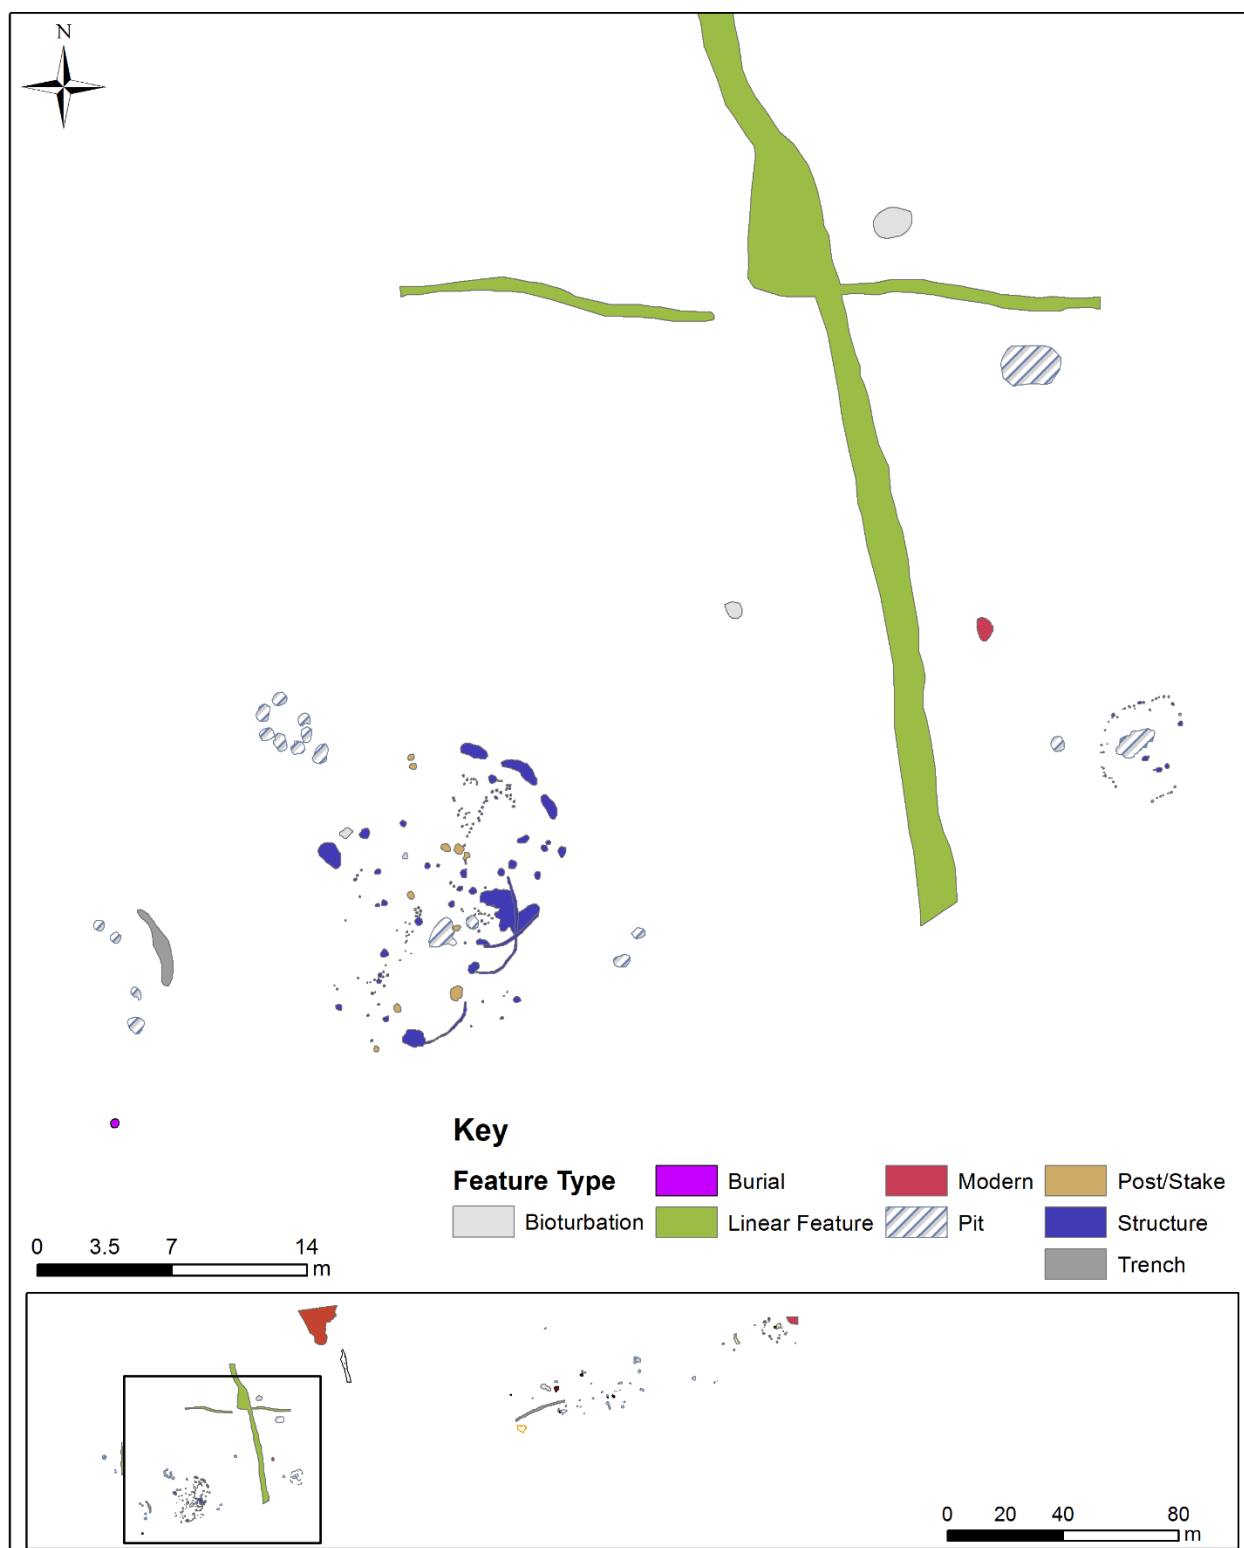 N
Key
Feature Type
Burial
Modern
Post/Stake
Bioturbation
Linear Feature
Pit
Structure
Trench
0 3.5 7 14
m
0 20 40 80
m